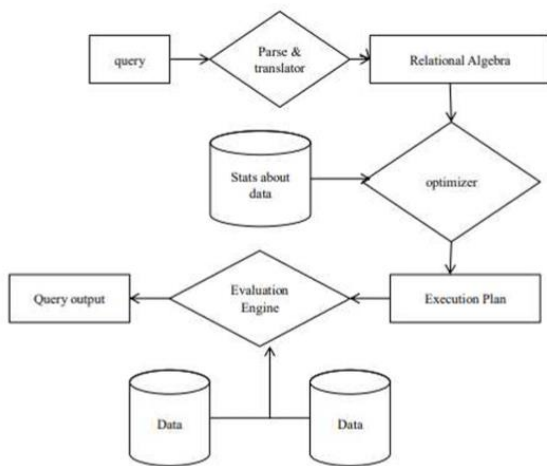 query
Parse &
translator
Relational Algebra
Stats about
data
optimizer
Query output
Evaluation
Engine
Execution Plan
Data
Data